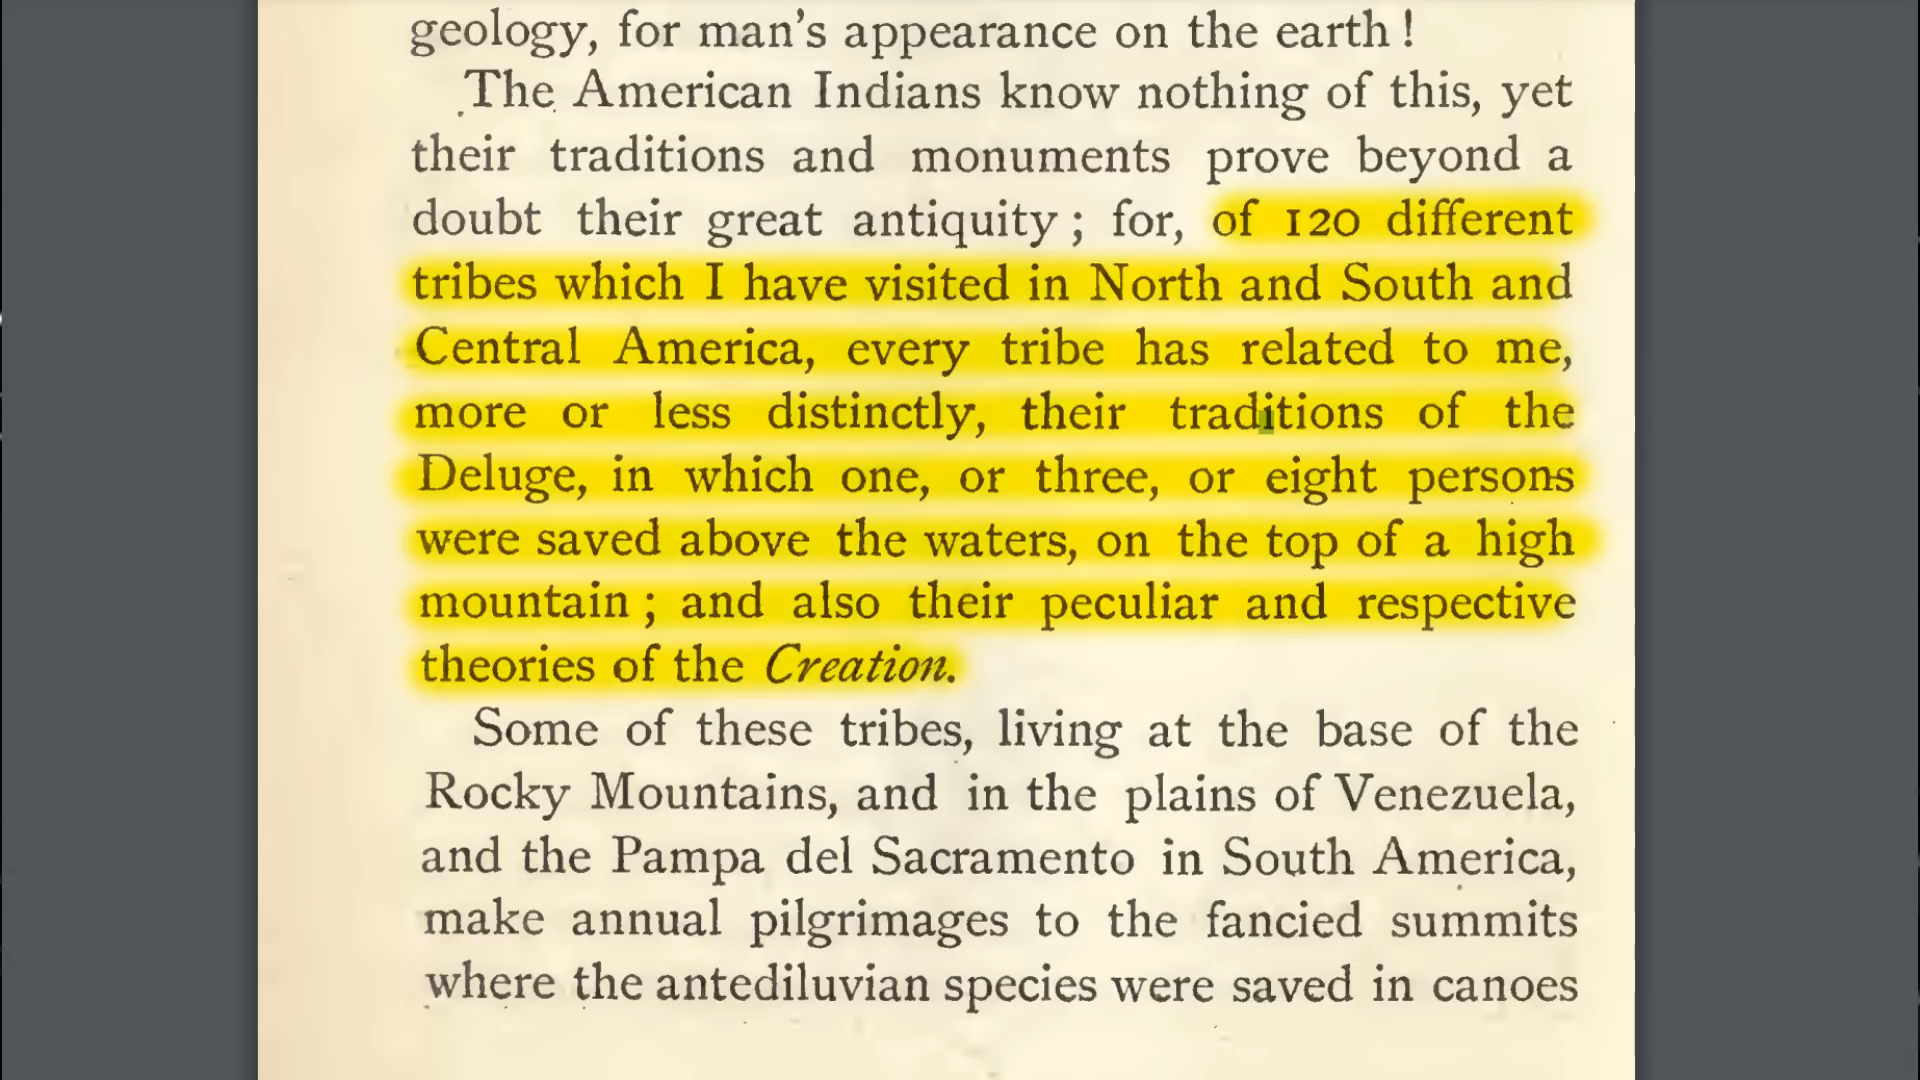 geology, for man's appearance on the earth !
The American Indians know nothing of this, yet
their traditions and monuments prove beyond a
doubt their great antiquity ; for, of 120 different
tribes which I have visited in North and South and
Central America, every tribe has related to me,
more or less distinctly, their traditions of the
Deluge, in which one, or three, or eight persons
were saved above the waters, on the top of a high
mountain ; and also their peculiar and respective
theories of the Creation.
Some of these tribes, living at the base of the
Rocky Mountains, and in the plains of Venezuela,
and the Pampa del Sacramento in South America,
make annual pilgrimages to the fancied summits
where the antediluvian species were saved in canoes